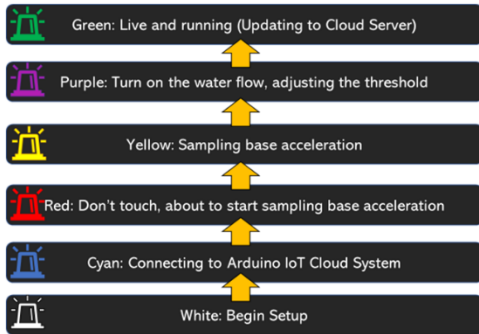 Green: Live and running (Updating to Cloud Server)
Purple: Turn on the water flow, adjusting the threshold
Yellow: Sampling base acceleration
Red: Don't touch, about to start sampling base acceleration
Cyan: Connecting to Arduino IoT Cloud System
White: Begin Setup